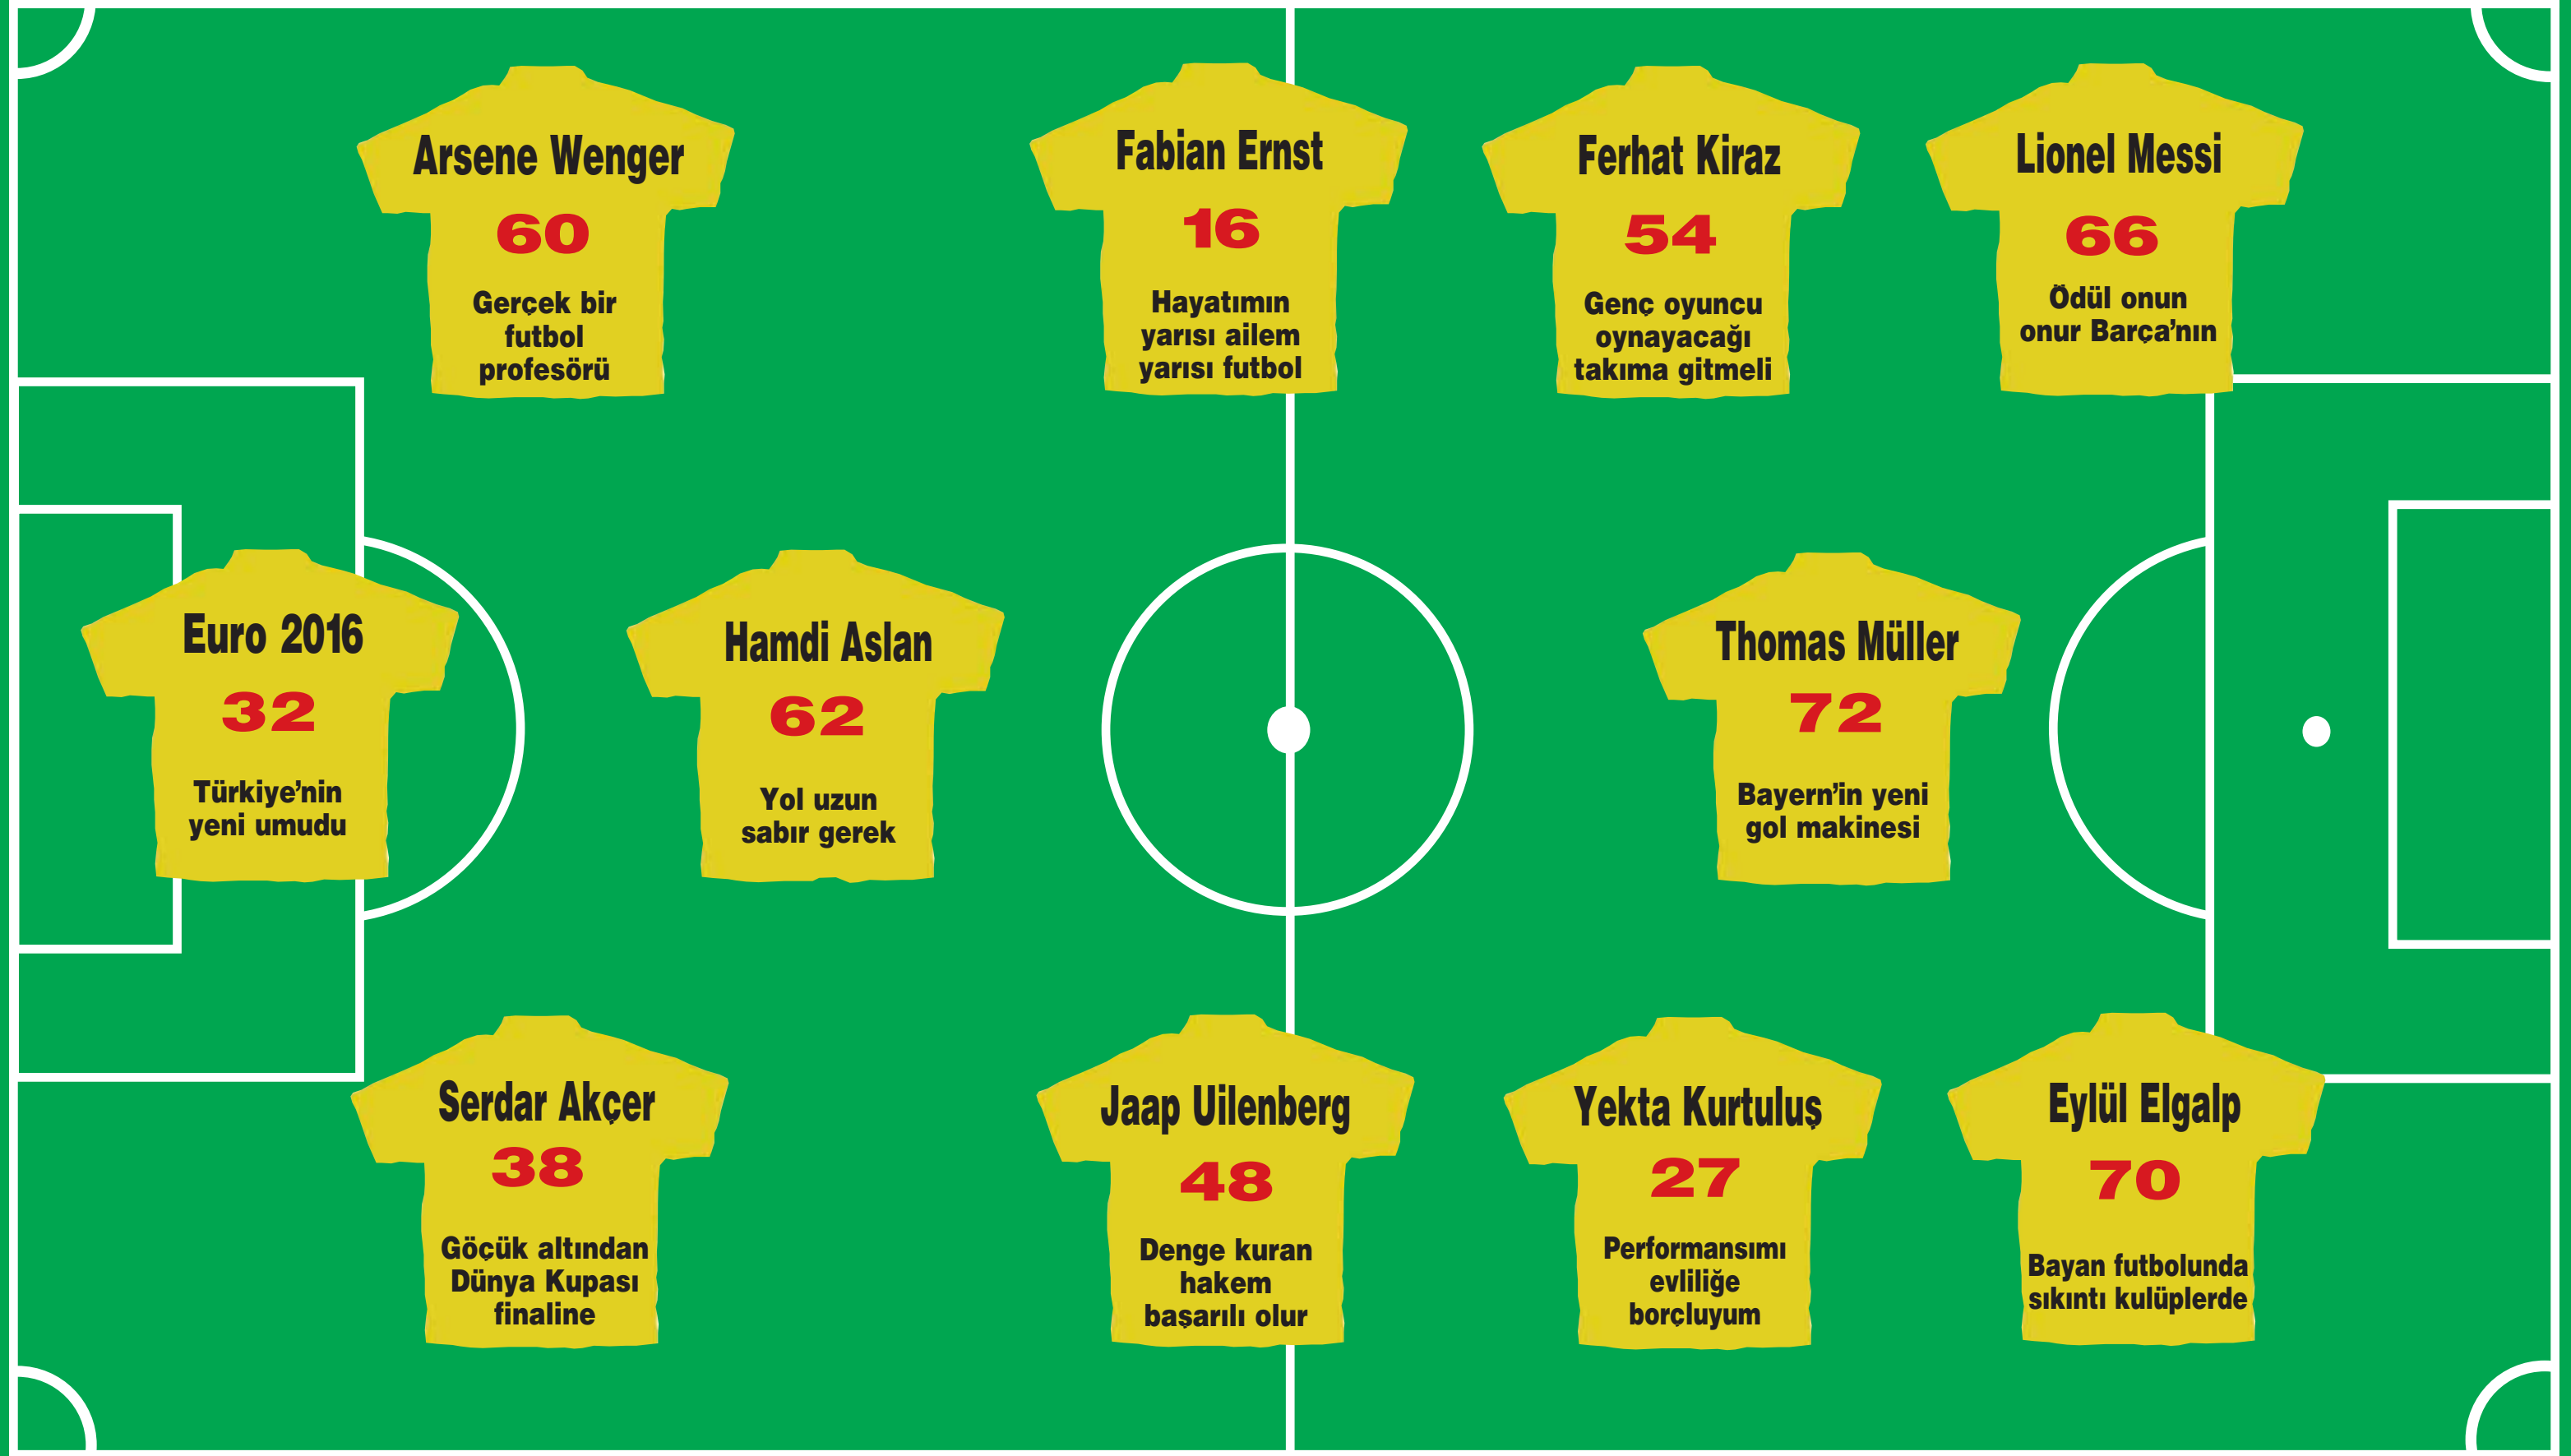 Arsene Wenger
60
Gerçek bir
futbol
profesörü
Fabian Ernst
16
Hayatımın
yarısı ailem
yarısı futbol
Ferhat Kiraz
54
Genç oyuncu
oynayacağı
takıma gitmeli
Lionel Messi
66
Ödül onun
onur Barça’nın
Euro 2016
32
Türkiye’nin
yeni umudu
Hamdi Aslan
62
Yol uzun
sabır gerek
Thomas Müller
72
Bayern’in yeni
gol makinesi
Serdar Akçer
38
Göçük altından
Dünya Kupası
finaline
Jaap Uilenberg
48
Denge kuran
hakem
başarılı olur
Yekta Kurtuluş
27
Performansımı
evliliğe
borçluyum
Eylül Elgalp
70
Bayan futbolunda
sıkıntı kulüplerde